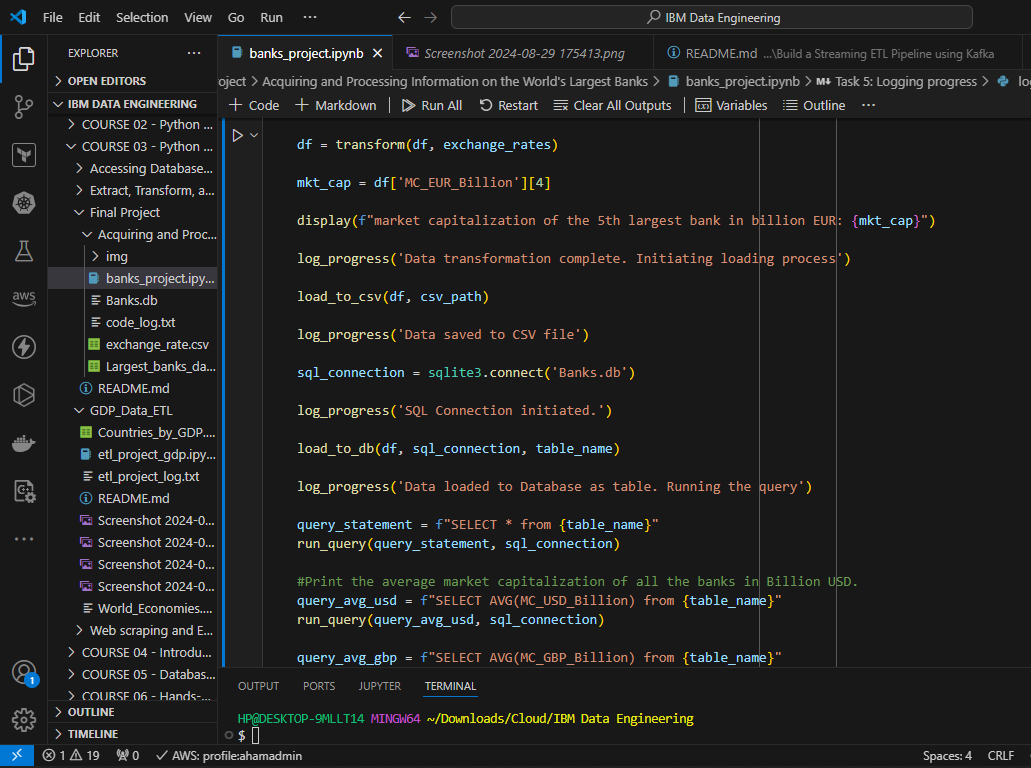 File Edit Selection View Go Run ··· IBM Data Engineering
EXPLORER ···
banks_project.ipynb
Screenshot 2024-08-29 175413.png
README.md ...\Build a Streaming ETL Pipeline using Kafka
OPEN EDITORS
IBM DATA ENGINEERING
COURSE 02 - Python ...
COURSE 03 - Python ...
Accessing Database...
Extract, Transform, a...
Final Project
Acquiring and Proc...
img
banks_project.ipy...
Banks.db
code_log.txt
exchange_rate.csv
Largest_banks_da...
README.md
GDP_Data_ETL
Countries_by_GDP....
etl_project_gdp.ipy...
etl_project_log.txt
README.md
Screenshot 2024-0...
Screenshot 2024-0...
Screenshot 2024-0...
Screenshot 2024-0...
World_Economies....
Web scraping and E...
COURSE 04 - Introdu...
COURSE 05 - Databas...
COURSE 06 - Hands-...
OUTLINE
TIMELINE
aws
1
oject > Acquiring and Processing Information on the World's Largest Banks > banks_project.ipynb > M↓ Task 5: Logging progress > lo
+ Code + Markdown Run All Restart Clear All Outputs Variables Outline ···
df = transform(df, exchange_rates)
mkt_cap = df['MC_EUR_Billion'][4]
display(f"market capitalization of the 5th largest bank in billion EUR: {mkt_cap}")
log_progress('Data transformation complete. Initiating loading process')
load_to_csv(df, csv_path)
log_progress('Data saved to CSV file')
sql_connection = sqlite3.connect('Banks.db')
log_progress('SQL Connection initiated.')
load_to_db(df, sql_connection, table_name)
log_progress('Data loaded to Database as table. Running the query')
query_statement = f"SELECT * from {table_name}"
run_query(query_statement, sql_connection)
#Print the average market capitalization of all the banks in Billion USD.
query_avg_usd = f"SELECT AVG(MC_USD_Billion) from {table_name}"
run_query(query_avg_usd, sql_connection)
query_avg_gbp = f"SELECT AVG(MC_GBP_Billion) from {table_name}"
OUTPUT PORTS JUPYTER TERMINAL
HP@DESKTOP-9MLLT14 MINGW64 ~/Downloads/Cloud/IBM Data Engineering
$
1 19 0 AWS: profile:ahamadmin Spaces: 4 CRLF